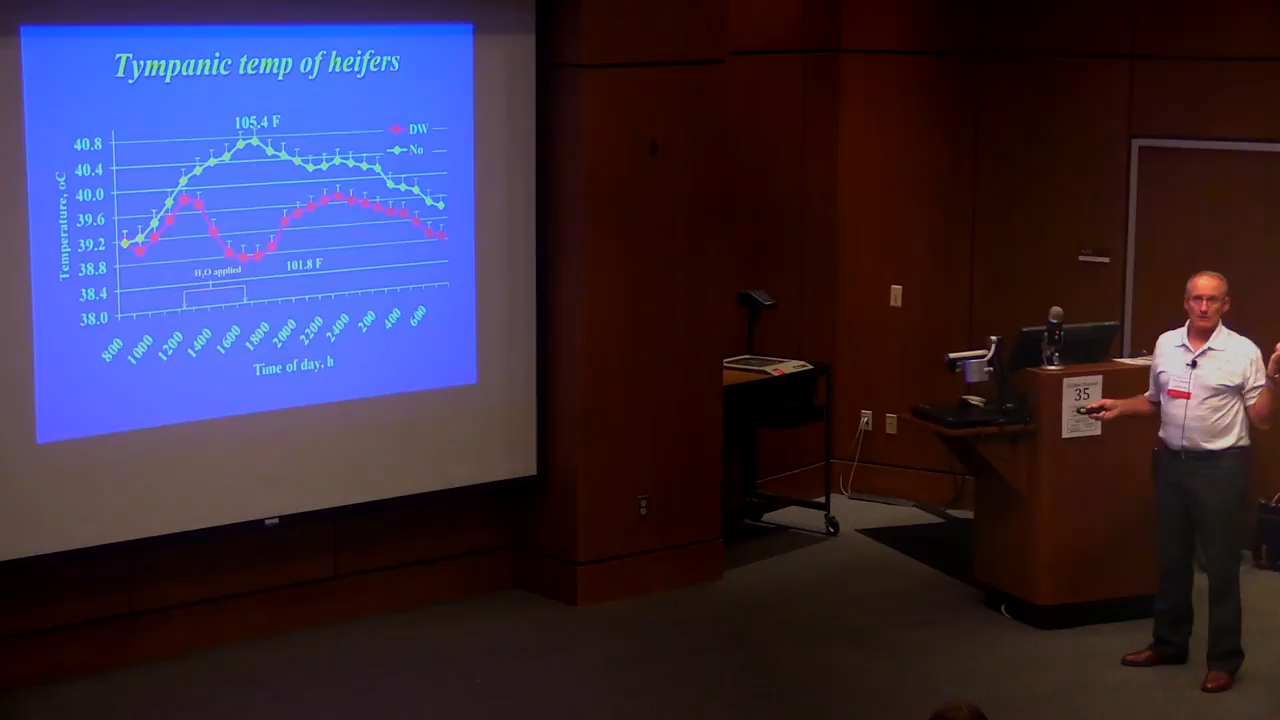 Tympanic temp of heifers
105.4 F
DW
No
40.8
40.4
40.0
39.6
39.2
38.8
38.4
38.0
Temperature, oC
H₂O applied
101.8 F
800
1000
1200
1400
1600
1800
2000
2200
2400
200
400
600
Time of day, h
35